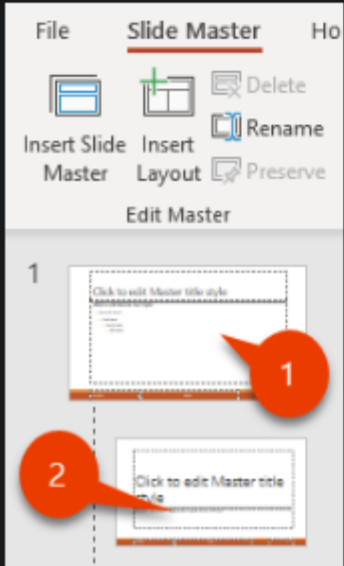 File Slide Master Ho
Delete
Insert Slide Insert Rename
Master Layout Preserve
Edit Master
1
Click to edit Master title style
1
2
Click to edit Master title
style